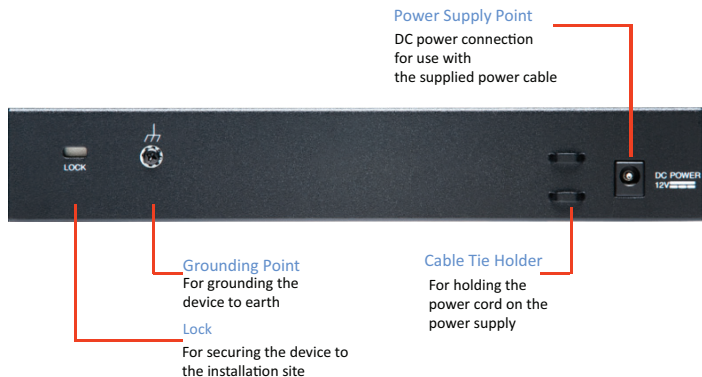 Power Supply Point
DC power connection
for use with
the supplied power cable
LOCK
DC POWER
12V
Grounding Point
For grounding the
device to earth
Lock
For securing the device to
the installation site
Cable Tie Holder
For holding the
power cord on the
power supply